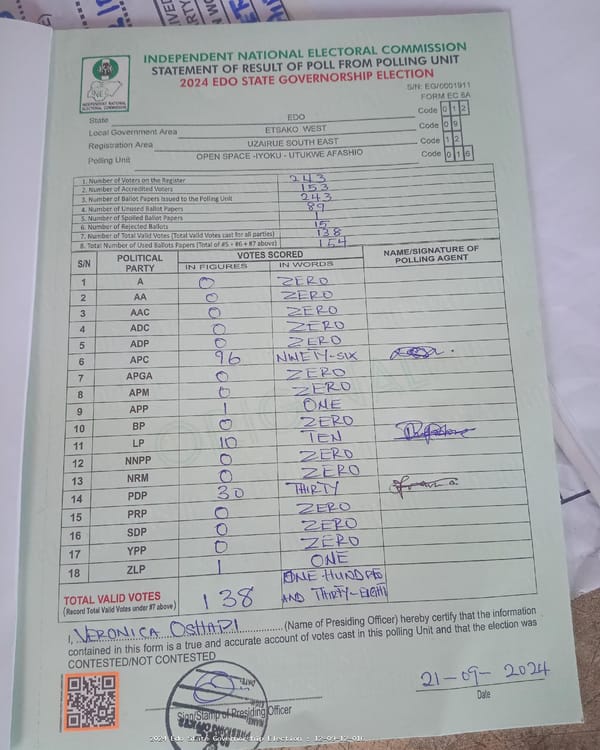 INDEPENDENT NATIONAL ELECTORAL COMMISSION
STATEMENT OF RESULT OF POLL FROM POLLING UNIT
2024 EDO STATE GOVERNORSHIP ELECTION
S/N: EG/0001911
FORM EC 8A
INDEPENDENT NATIONAL ELECTORAL COMMISSION
State EDO Code 0 1 2
Local Government Area ETSAKO WEST Code 0 9
Registration Area UZAIRUE SOUTH EAST Code 1 2
Polling Unit OPEN SPACE -IYOKU - UTUKWE AFASHIO Code 0 1 6
1. Number of Voters on the Register 243
2. Number of Accredited Voters 153
3. Number of Ballot Papers Issued to the Polling Unit 243
4. Number of Unused Ballot Papers 89
5. Number of Spoiled Ballot Papers 1
6. Number of Rejected Ballots 15
7. Number of Total Valid Votes (Total Valid Votes cast for all parties) 138
8. Total Number of Used Ballots Papers (Total of #5 + #6 + #7 above) 154
S/N POLITICAL PARTY VOTES SCORED NAME/SIGNATURE OF POLLING AGENT
IN FIGURES IN WORDS
1 A 0 ZERO
2 AA 0 ZERO
3 AAC 0 ZERO
4 ADC 0 ZERO
5 ADP 0 ZERO
6 APC 96 NINETY-SIX
7 APGA 0 ZERO
8 APM 0 ZERO
9 APP 1 ONE
10 BP 0 ZERO
11 LP 10 TEN
12 NNPP 0 ZERO
13 NRM 0 ZERO
14 PDP 30 THIRTY
15 PRP 0 ZERO
16 SDP 0 ZERO
17 YPP 0 ZERO
18 ZLP 1 ONE
TOTAL VALID VOTES 138 ONE HUNDRED
(Record Total Valid Votes under #7 above) AND THIRTY-EIGHT
I, VERONICA (Name of Presiding Officer) hereby certify that the information
contained in this form is a true and accurate account of votes cast in this polling Unit and that the election was
CONTESTED/NOT CONTESTED
21-09-2024
Sign/Stamp of Presiding Officer Date
2024 Edo State Governorship Election